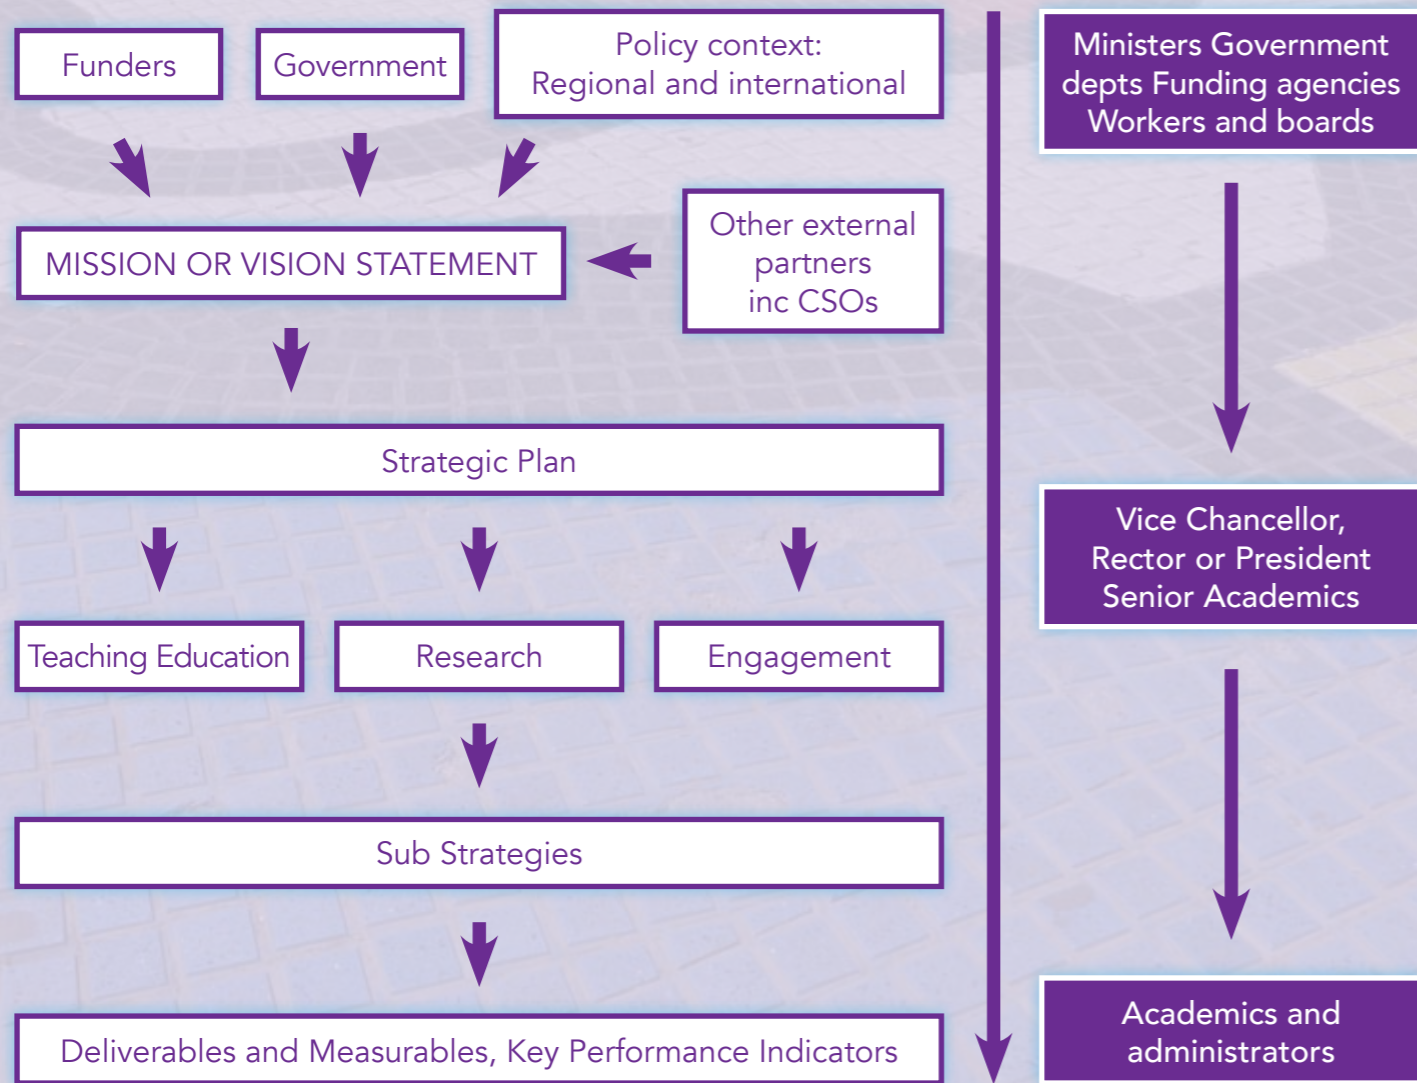 Funders
Government
Policy context:
Regional and international
MISSION OR VISION STATEMENT
Other external
partners
inc CSOs
Strategic Plan
Teaching Education
Research
Engagement
Sub Strategies
Deliverables and Measurables, Key Performance Indicators
Ministers Government
depts Funding agencies
Workers and boards
Vice Chancellor,
Rector or President
Senior Academics
Academics and
administrators